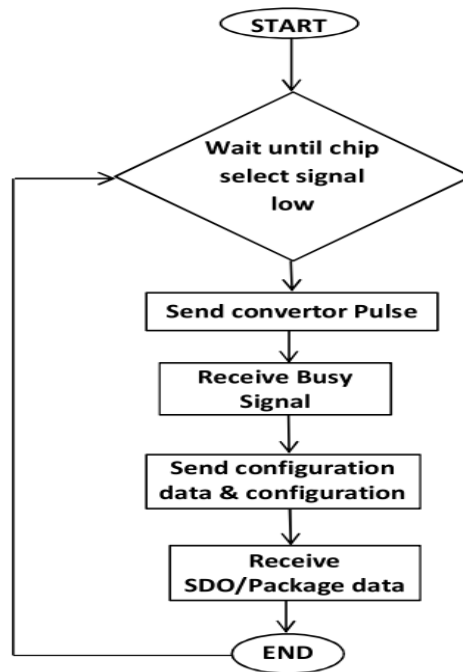 START
Wait until chip
select signal
low
Send convertor Pulse
Receive Busy
Signal
Send configuration
data & configuration
Receive
SDO/Package data
END